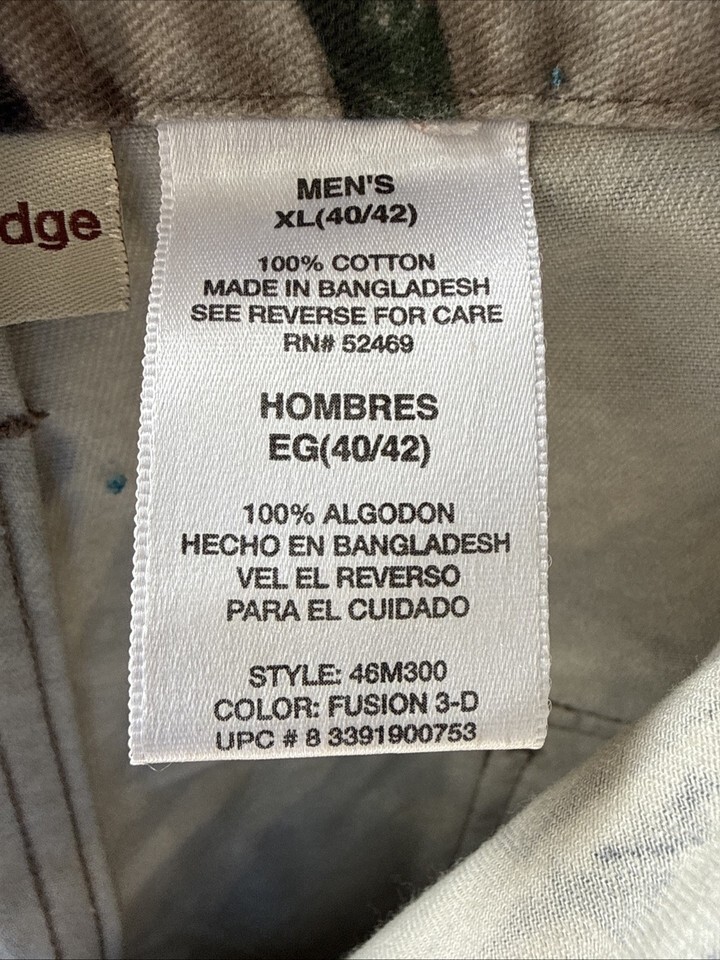 dge
MEN'S
XL(40/42)
100% COTTON
MADE IN BANGLADESH
SEE REVERSE FOR CARE
RN# 52469
HOMBRES
EG(40/42)
100% ALGODON
HECHO EN BANGLADESH
VEL EL REVERSO
PARA EL CUIDADO
STYLE: 46M300
COLOR: FUSION 3-D
UPC # 8 3391900753